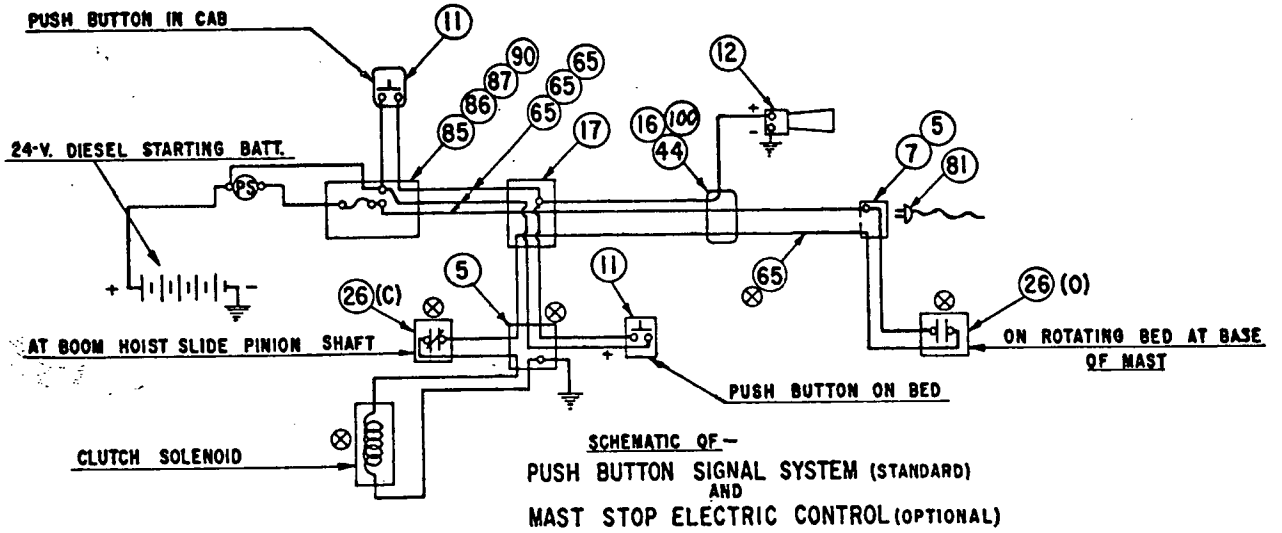 PUSH BUTTON IN CAB
11
90
87
86
85
65
65
65
17
12
16
100
44
5
7
81
24-V. DIESEL STARTING BATT.
PS
+
-
+
-
65
5
11
26 (C)
26 (O)
AT BOOM HOIST SLIDE PINION SHAFT
+
ON ROTATING BED AT BASE
OF MAST
PUSH BUTTON ON BED
CLUTCH SOLENOID
SCHEMATIC OF -
PUSH BUTTON SIGNAL SYSTEM (STANDARD)
AND
MAST STOP ELECTRIC CONTROL (OPTIONAL)